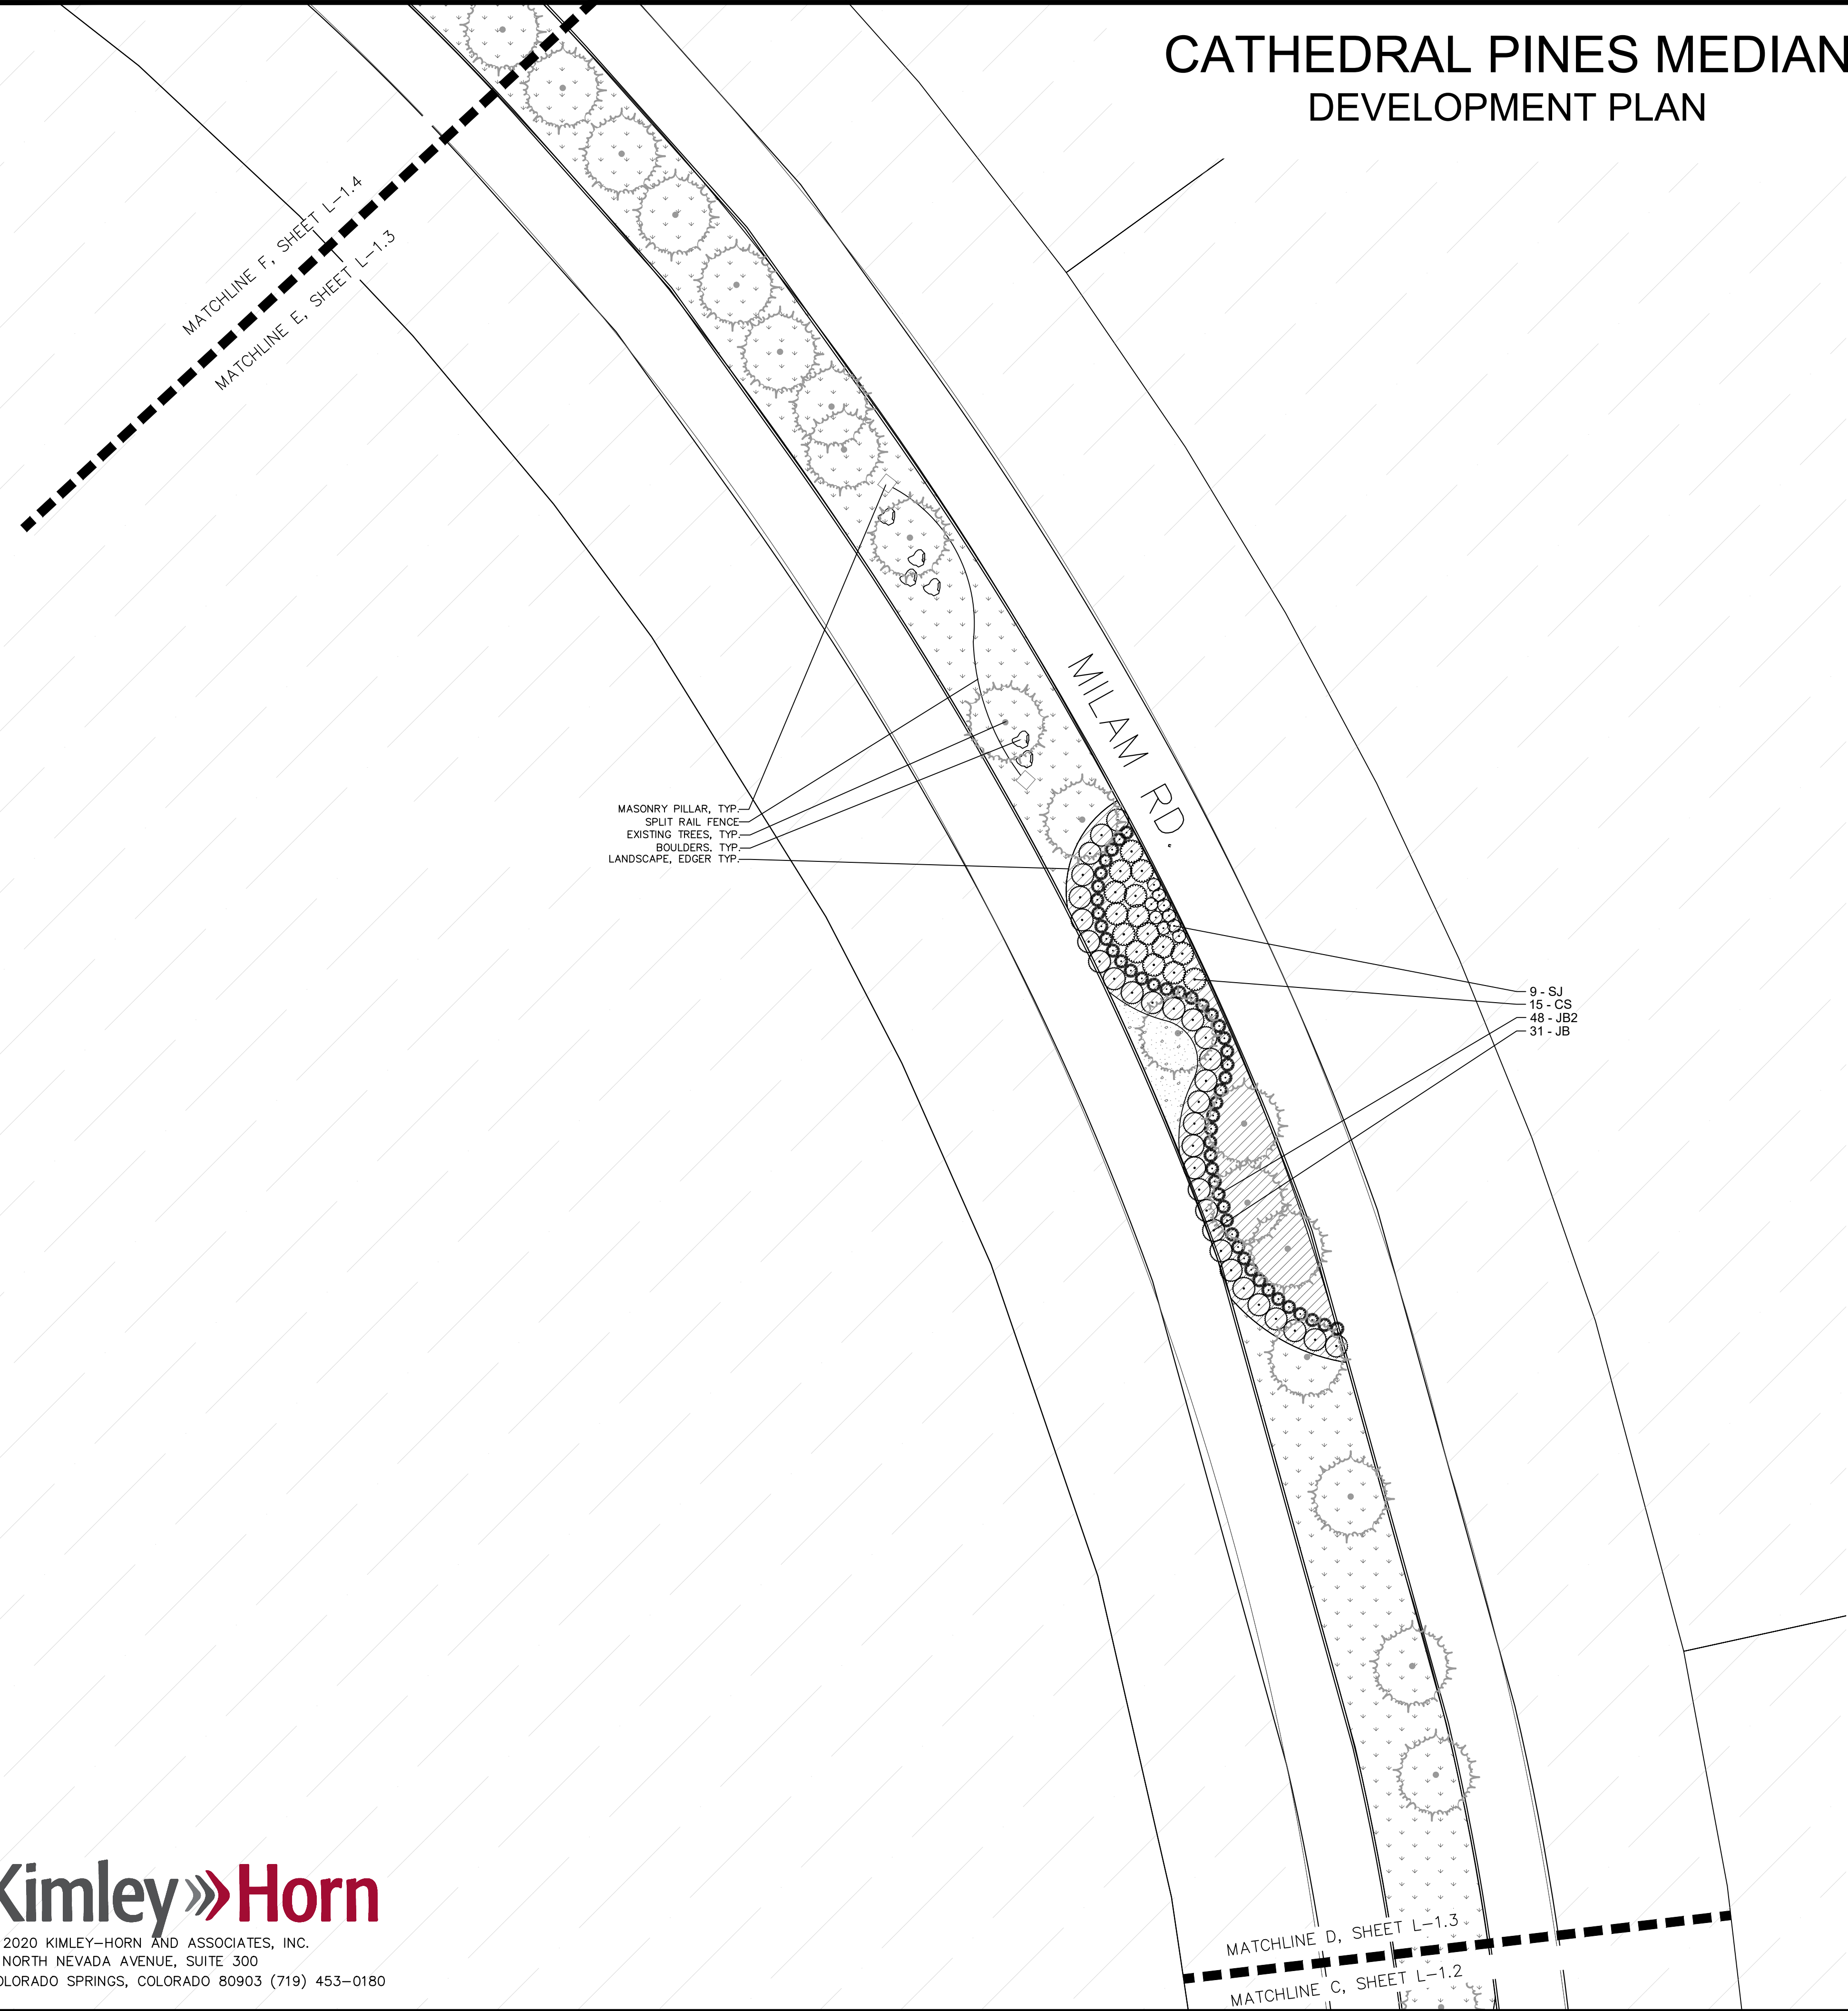 CATHEDRAL PINES MEDIAN
DEVELOPMENT PLAN
MATCHLINE F, SHEET L-1.4
MATCHLINE E, SHEET L-1.3
MILAM RD.
MASONRY PILLAR, TYP.
SPLIT RAIL FENCE
EXISTING TREES, TYP.
BOULDERS, TYP.
LANDSCAPE, EDGER TYP.
9 - SJ
15 - CS
48 - JB2
31 - JB
Kimley Horn
2020 KIMLEY-HORN AND ASSOCIATES, INC.
NORTH NEVADA AVENUE, SUITE 300
OLORADO SPRINGS, COLORADO 80903 (719) 453-0180
MATCHLINE D, SHEET L-1.3
MATCHLINE C, SHEET L-1.2